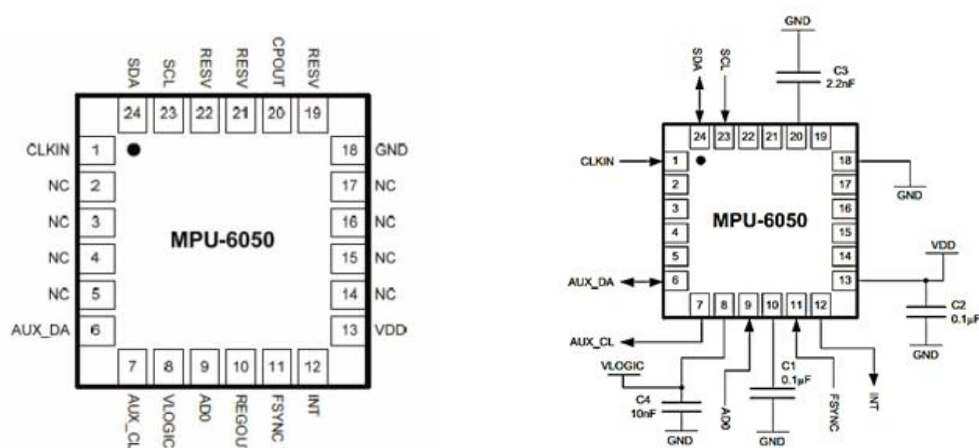 SDA SCL RESV RESV CPOUT RESV
24 23 22 21 20 19
CLKIN 1 18 GND
NC 2 17 NC
NC 3 16 NC
MPU-6050
NC 4 15 NC
NC 5 14 NC
AUX_DA 6 13 VDD
7 8 9 10 11 12
AUX_CL VLOGIC AD0 REGOUT FSYNC INT
GND
C3
2.2nF
SDA SCL
24 23 22 21 20 19
CLKIN 1 18
GND
2 17
3 16
MPU-6050
4 15
5 14
VDD
AUX_DA 6 13
7 8 9 10 11 12
C2
0.1µF
GND
AUX_CL
VLOGIC
C1
0.1µF
C4
10nF
GND
AD0
GND
FSYNC
INT